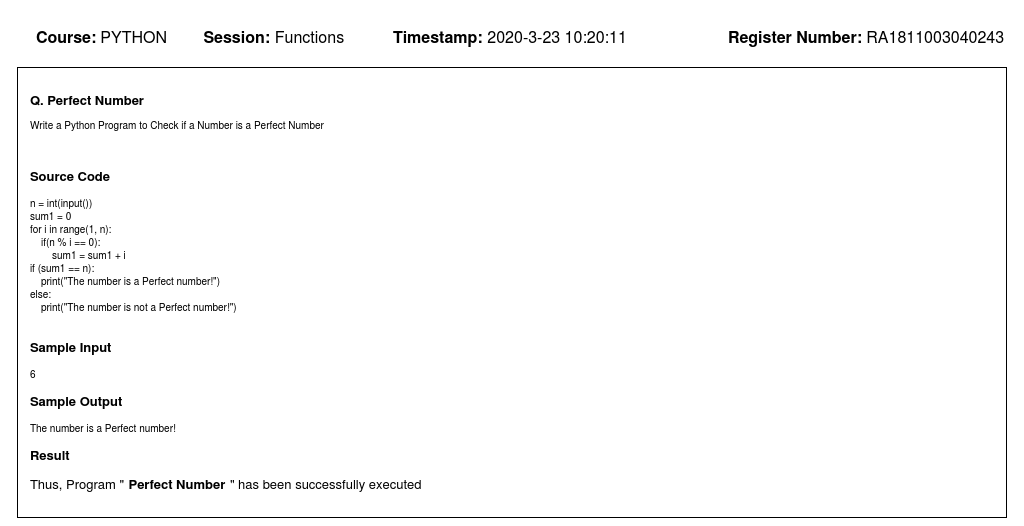 Course: PYTHON Session: Functions Timestamp: 2020-3-23 10:20:11 Register Number: RA1811003040243
Q. Perfect Number
Write a Python Program to Check if a Number is a Perfect Number
Source Code
n = int(input())
sum1 = 0
for i in range(1, n):
    if(n % i == 0):
        sum1 = sum1 + i
if (sum1 == n):
    print("The number is a Perfect number!")
else:
    print("The number is not a Perfect number!")
Sample Input
6
Sample Output
The number is a Perfect number!
Result
Thus, Program " Perfect Number " has been successfully executed